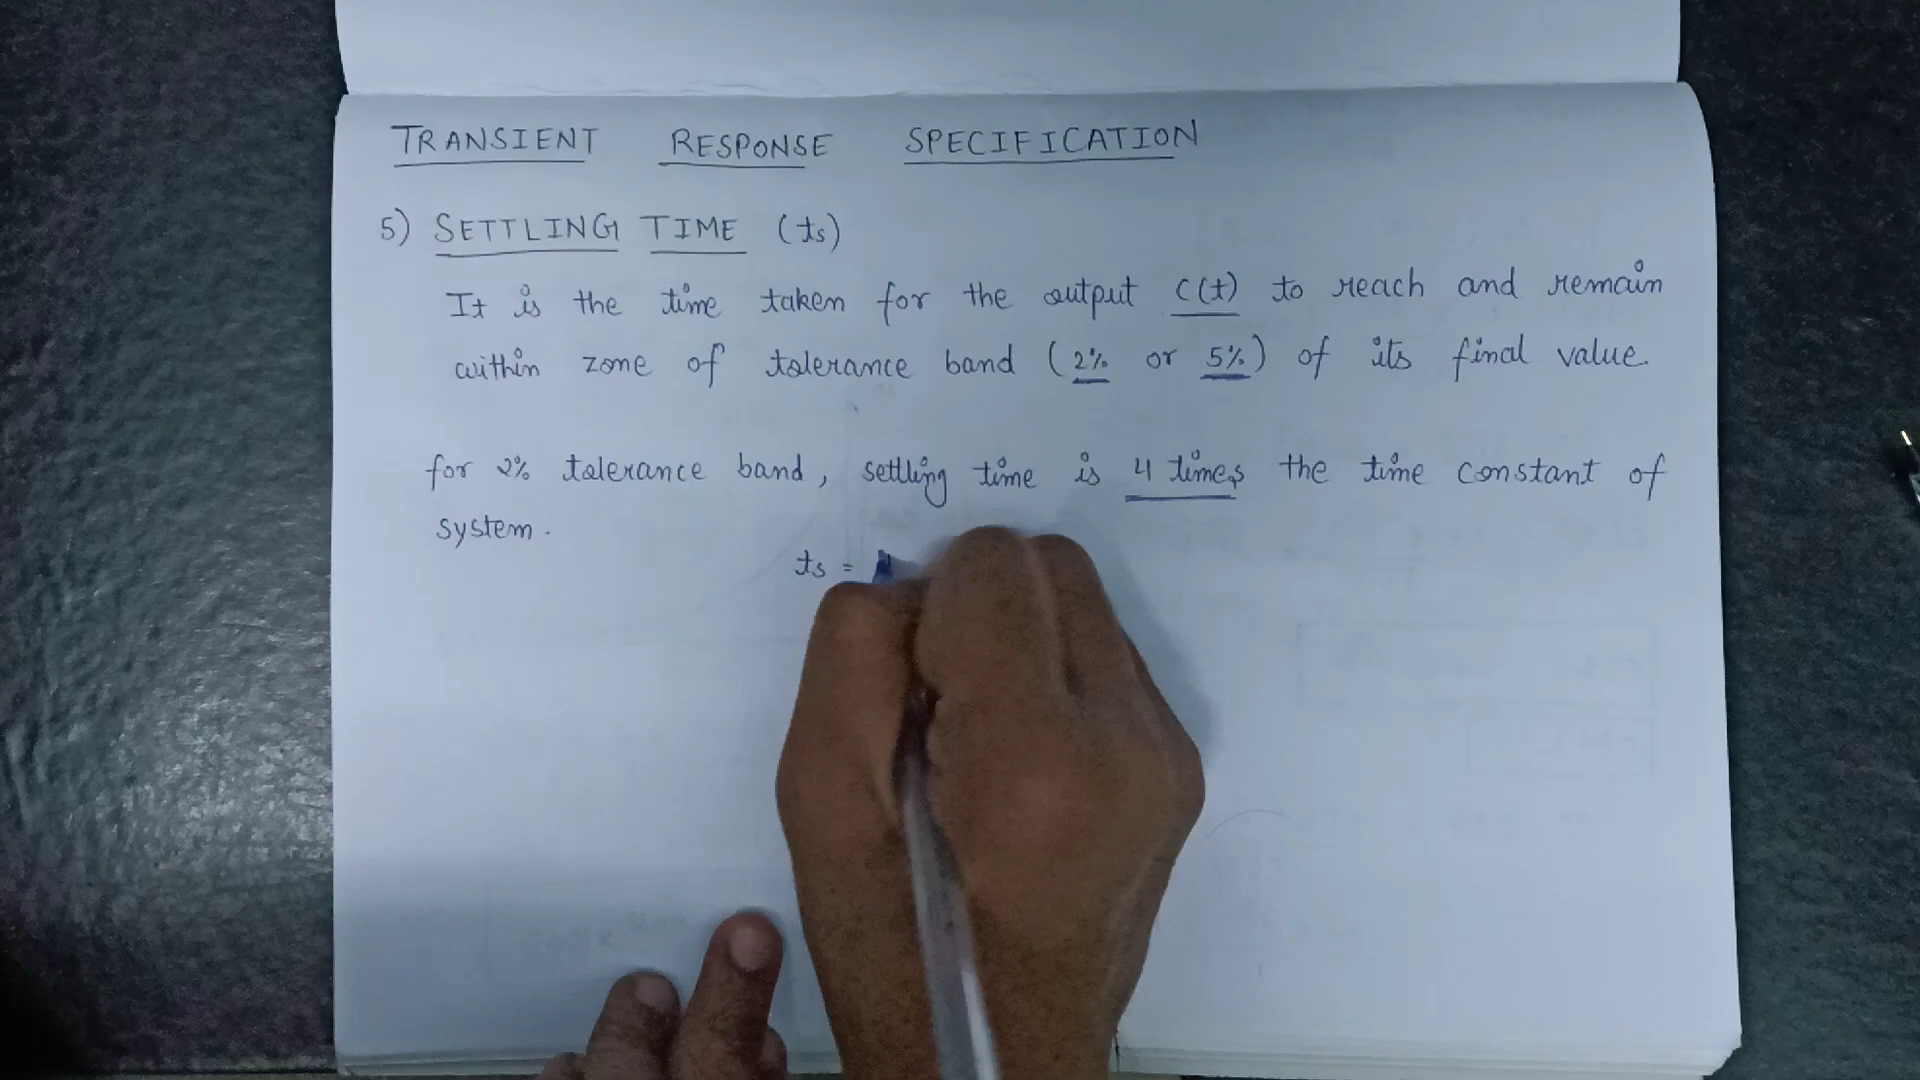 TRANSIENT RESPONSE SPECIFICATION
5) SETTLING TIME (ts)
It is the time taken for the output c(t) to reach and remain
within zone of tolerance band (2% or 5%) of its final value.
for 2% tolerance band, settling time is 4 times the time constant of
system.
ts =